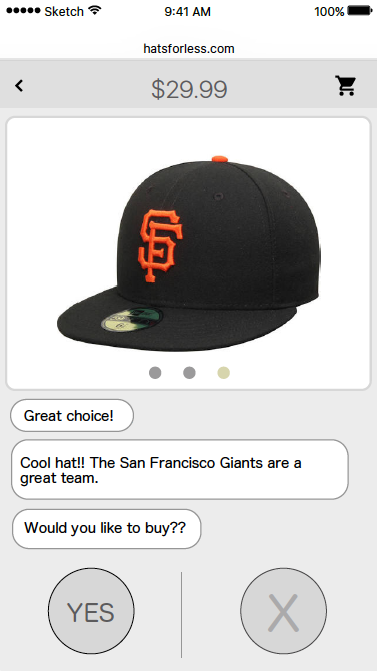 Sketch 9:41 AM 100%
hatsforless.com
$29.99
SF
Great choice!
Cool hat!! The San Francisco Giants are a
great team.
Would you like to buy??
YES
X